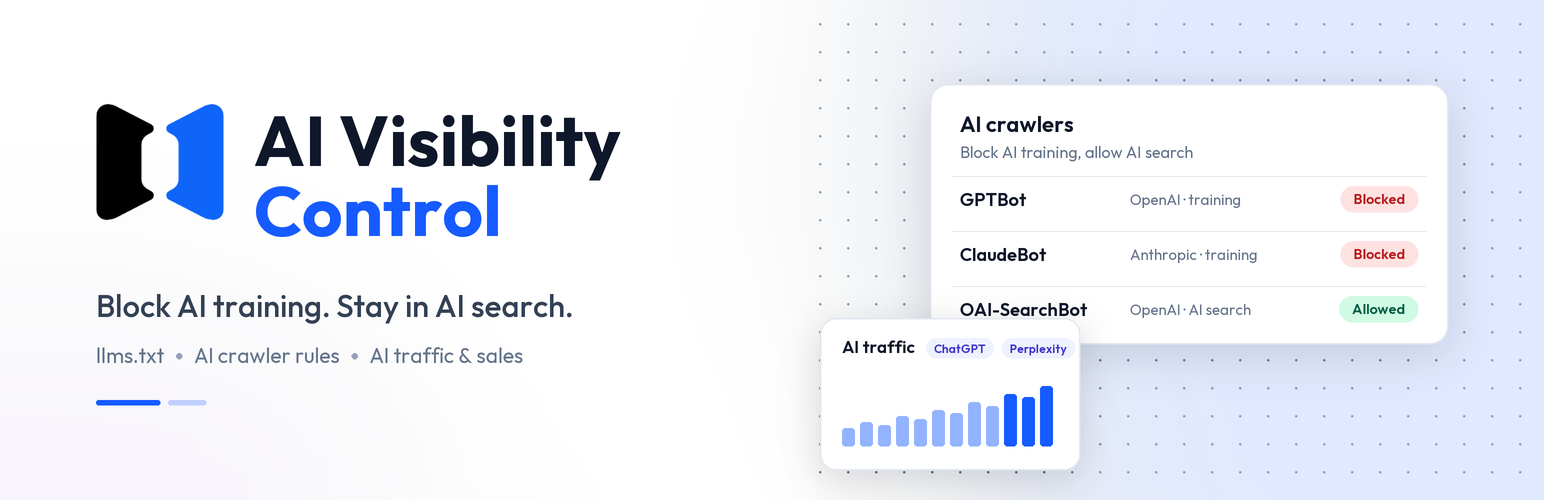 AI Visibility
Control
Block AI training. Stay in AI search.
llms.txt • AI crawler rules • AI traffic & sales
AI crawlers
Block AI training, allow AI search
GPTBot OpenAI · training Blocked
ClaudeBot Anthropic · training Blocked
OAI-SearchBot OpenAI · AI search Allowed
AI traffic ChatGPT Perplexity